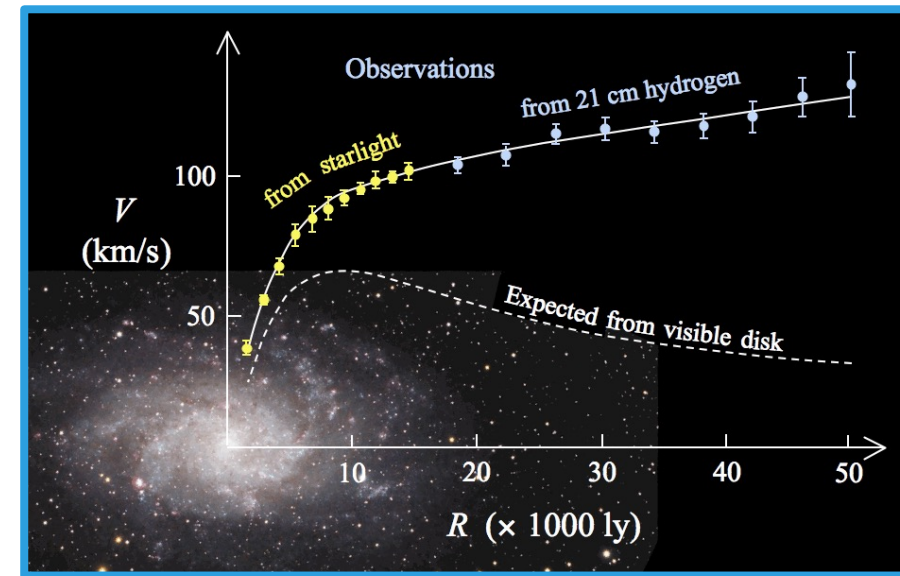 Observations
from 21 cm hydrogen
from starlight
100
V
(km/s)
50
Expected from visible disk
10
20
30
40
50
R (× 1000 ly)